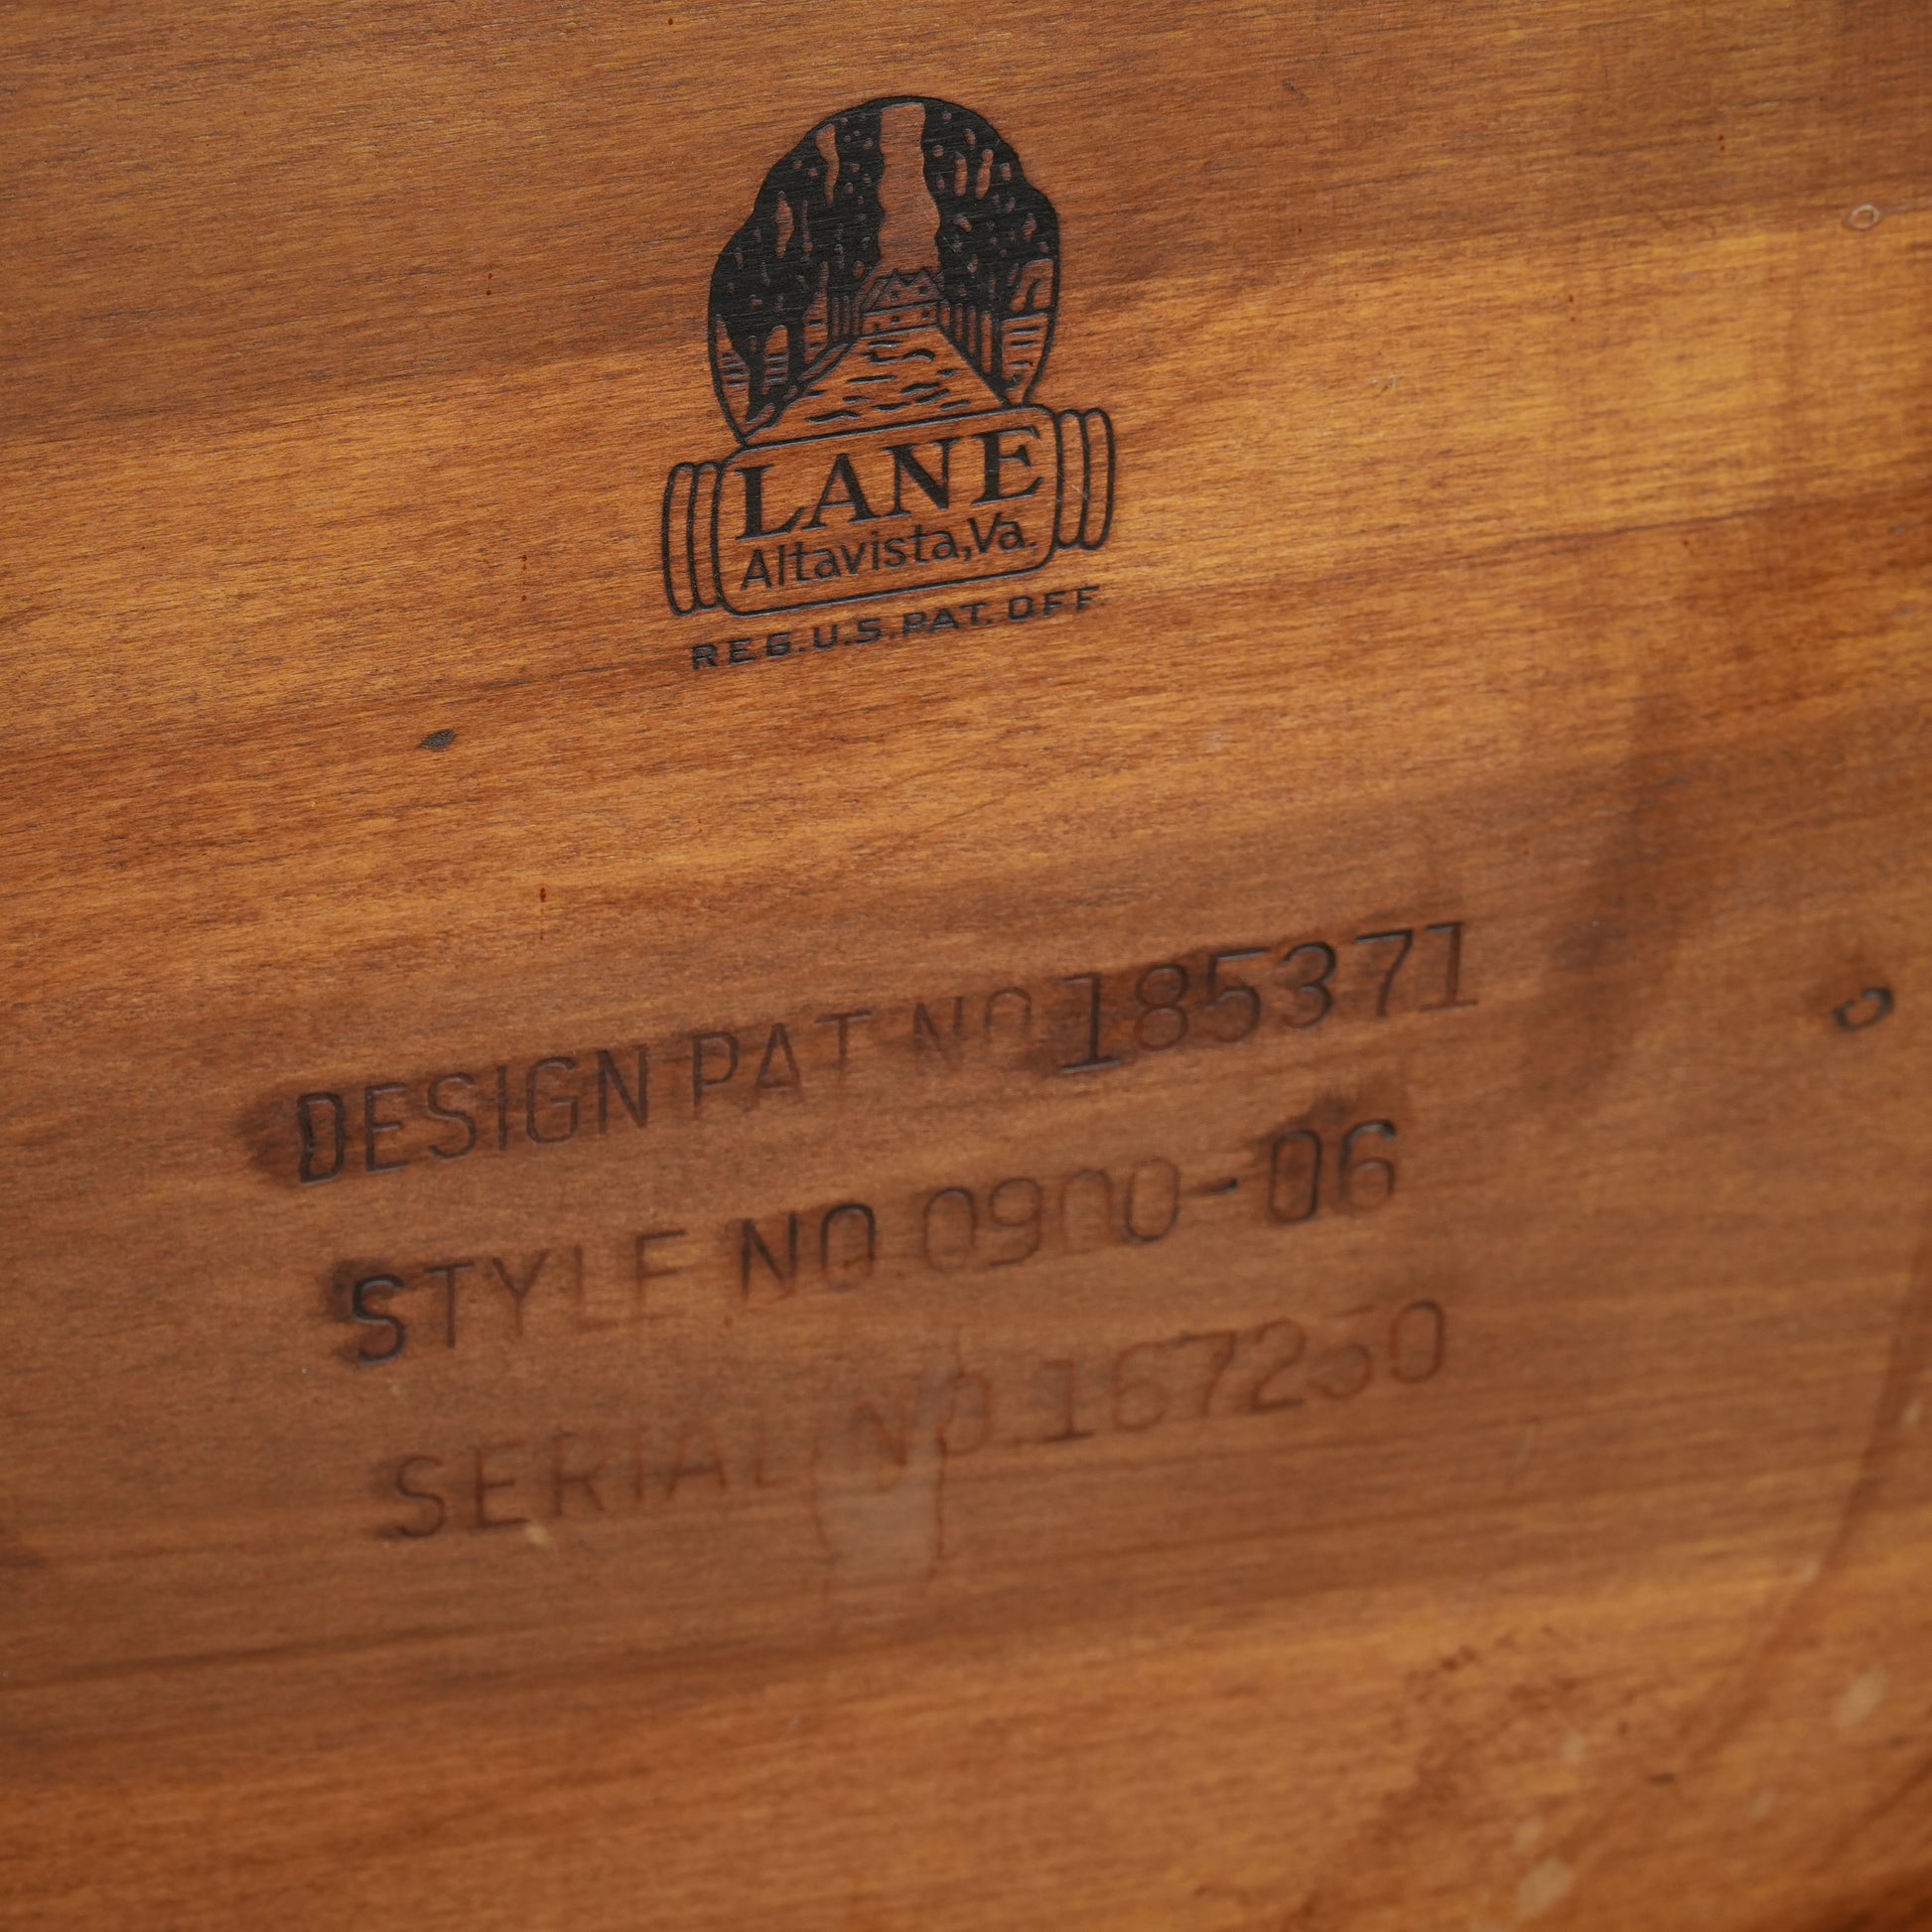 LANE
Altavista, Va.
REG. U.S. PAT. OFF.
DESIGN PAT NO 185371
STYLE NO. 0900-06
SERIAL NO. 167250